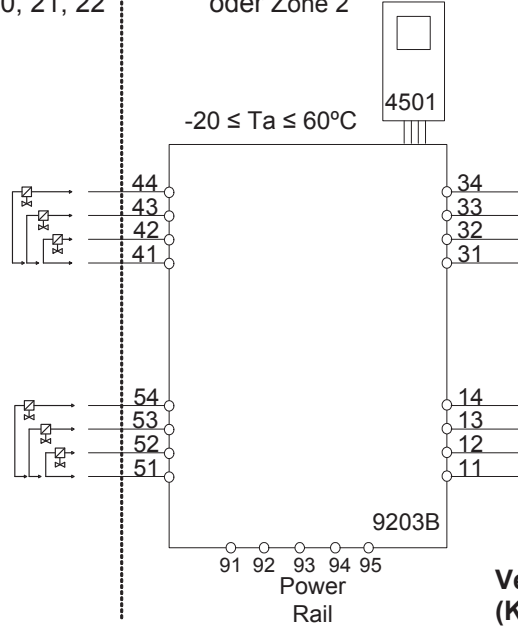 0, 21, 22
oder Zone 2
4501
-20 ≤ Ta ≤ 60ºC
44 34
43 33
42 32
41 31
54 14
53 13
52 12
51 11
9203B
91 92 93 94 95
Power
Rail
Ve
(K